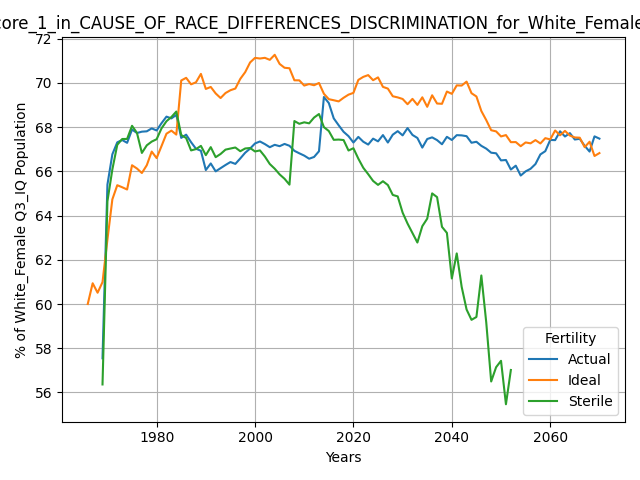 core_1_in_CAUSE_OF_RACE_DIFFERENCES_DISCRIMINATION_for_White_Female
% of White_Female Q3_IQ Population
72
70
68
66
64
62
60
58
56
1980
2000
2020
2040
2060
Years
Fertility
Actual
Ideal
Sterile